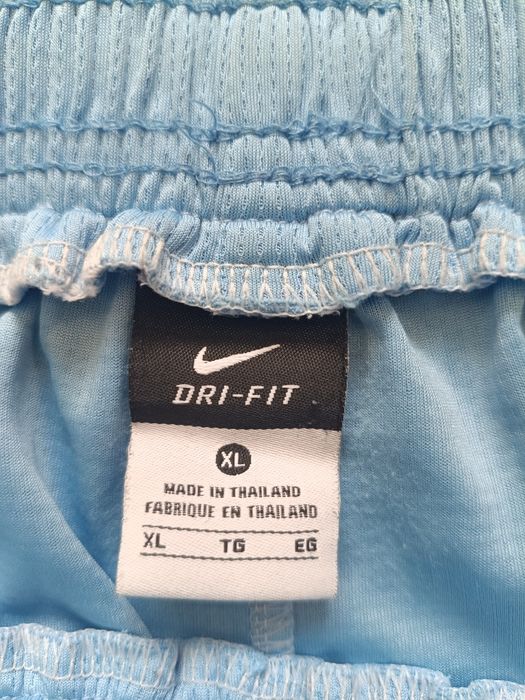 DRI-FIT
XL
MADE IN THAILAND
FABRIQUE EN THAILAND
XL TG EG